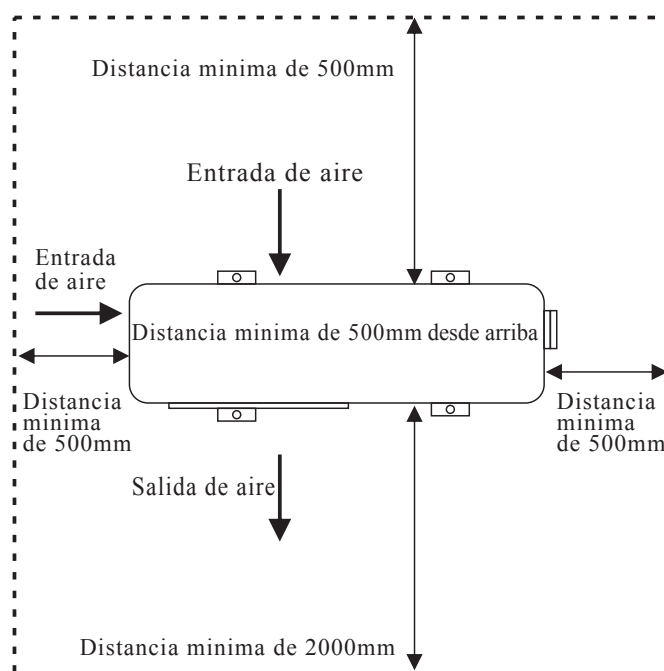 Distancia minima de 500mm
Entrada de aire
Entrada
de aire
Distancia minima de 500mm desde arriba
Distancia
minima
de 500mm
Distancia
minima
de 500mm
Salida de aire
Distancia minima de 2000mm